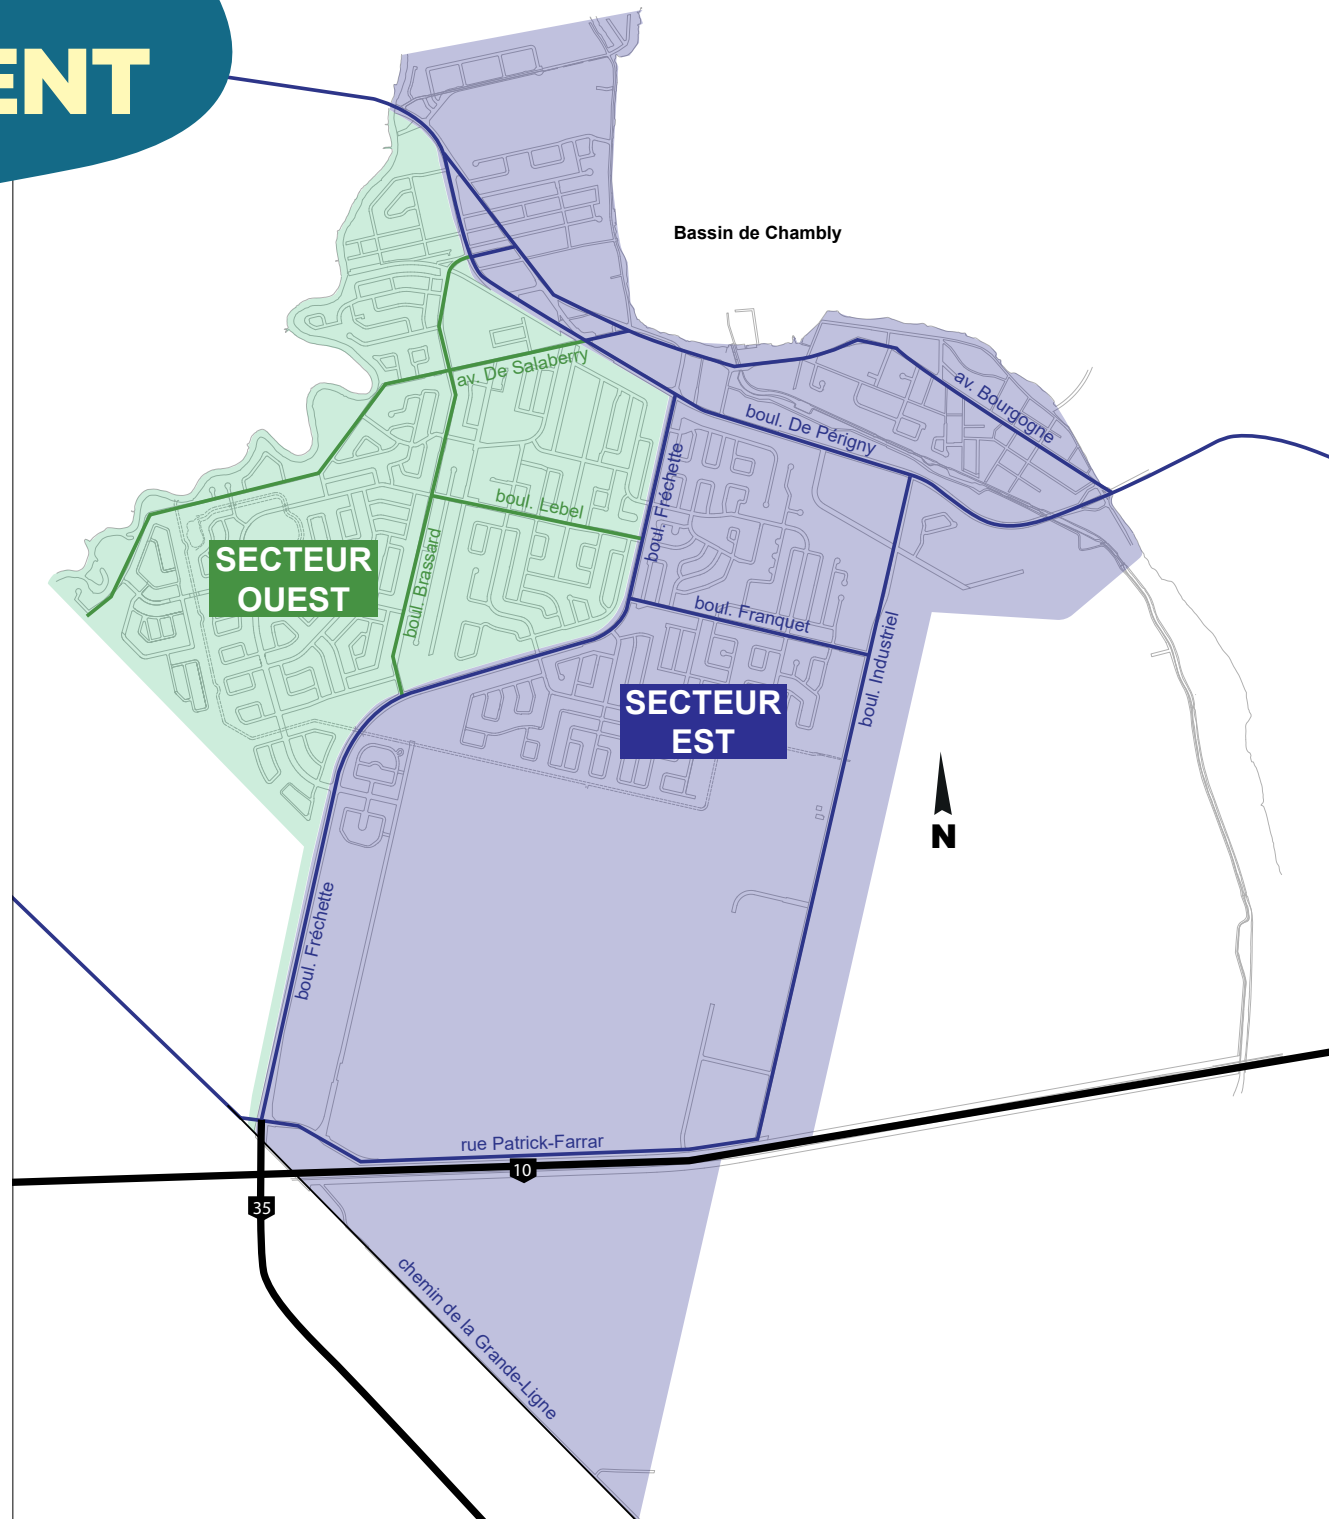 ENT
Bassin de Chambly
av. De Salaberry
av. Bourgogne
boul. De Périgny
boul. Fréchette
boul. Lebel
boul. Brassard
SECTEUR
OUEST
boul. Franquet
boul. Industriel
SECTEUR
EST
N
boul. Fréchette
rue Patrick-Farrar
10
35
chemin de la Grande-Ligne